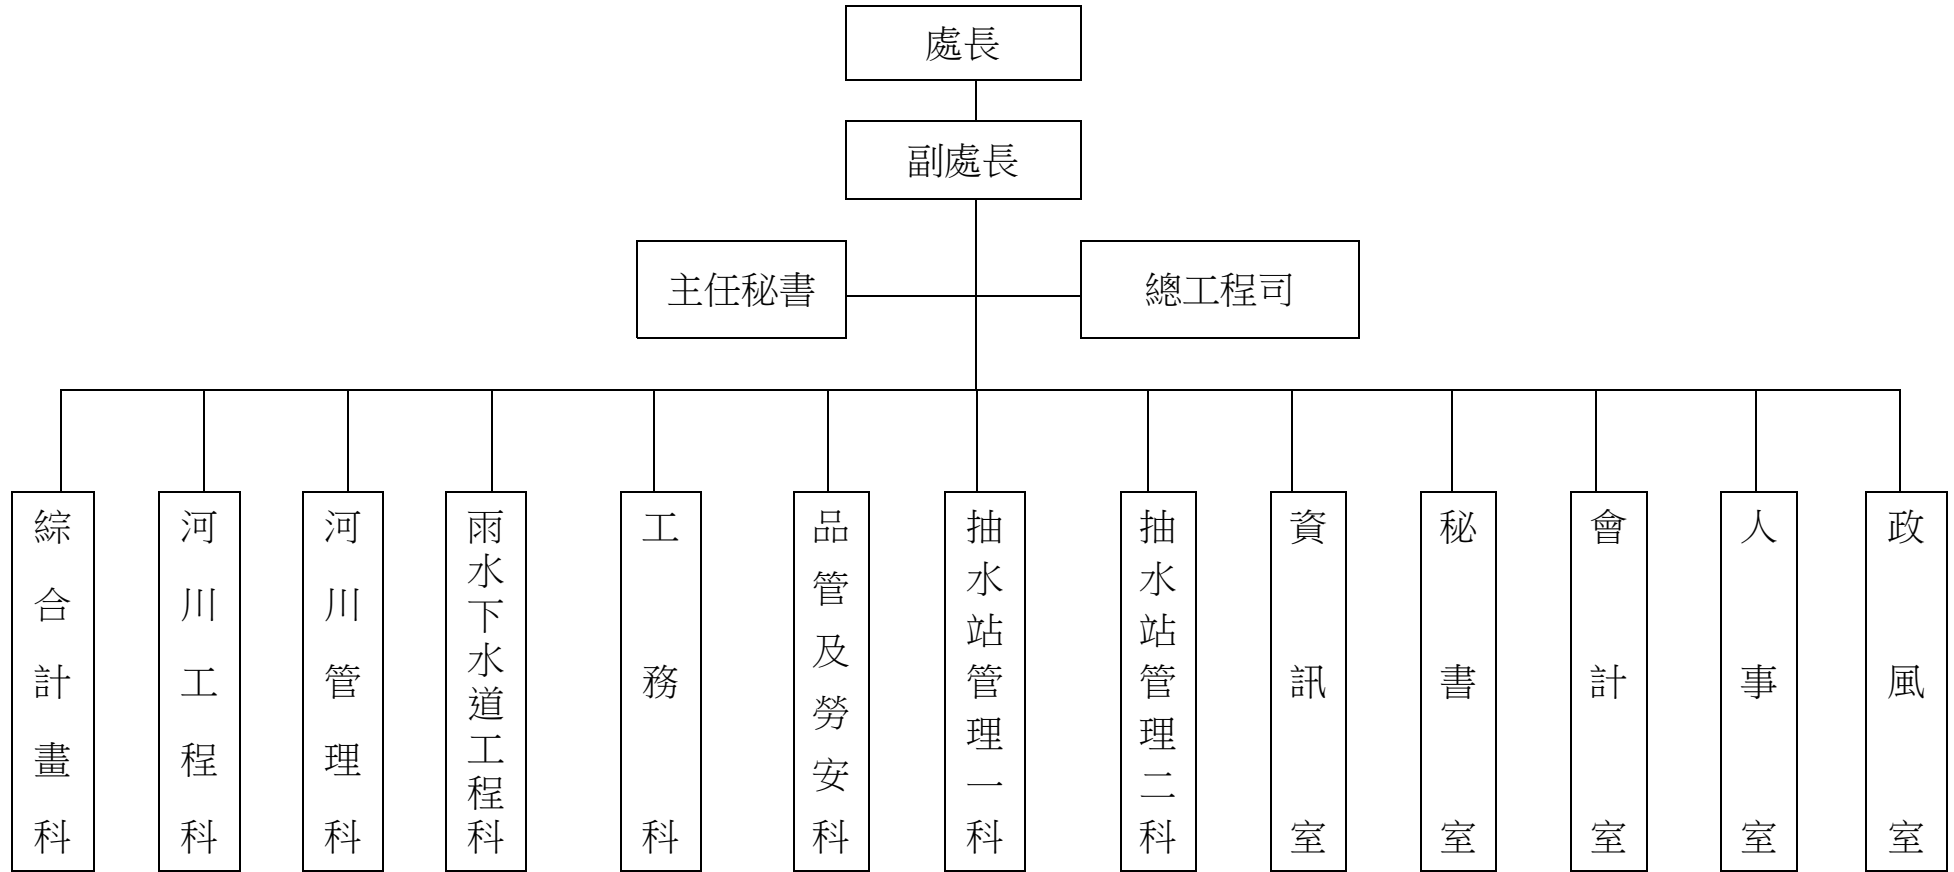 處長
副處長
主任秘書
總工程司
綜合計畫科
河川工程科
河川管理科
雨水下水道工程科
工務科
品管及勞安科
抽水站管理一科
抽水站管理二科
資訊室
秘書室
會計室
人事室
政風室